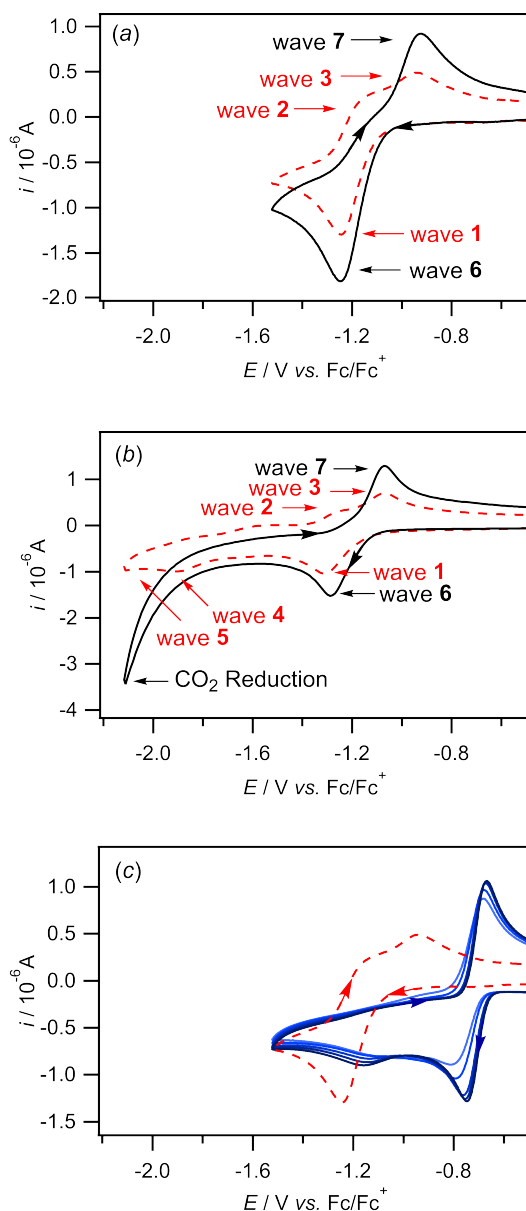 (a)
wave 7
wave 3
wave 2
wave 1
wave 6
1.0
0.5
0.0
-0.5
-1.0
-1.5
-2.0
i / 10⁻⁶ A
-2.0 -1.6 -1.2 -0.8
E / V vs. Fc/Fc⁺
(b)
wave 7
wave 3
wave 2
wave 1
wave 6
wave 4
wave 5
CO₂ Reduction
1
0
-1
-2
-3
-4
i / 10⁻⁶ A
-2.0 -1.6 -1.2 -0.8
E / V vs. Fc/Fc⁺
(c)
1.0
0.5
0.0
-0.5
-1.0
-1.5
i / 10⁻⁶ A
-2.0 -1.6 -1.2 -0.8
E / V vs. Fc/Fc⁺